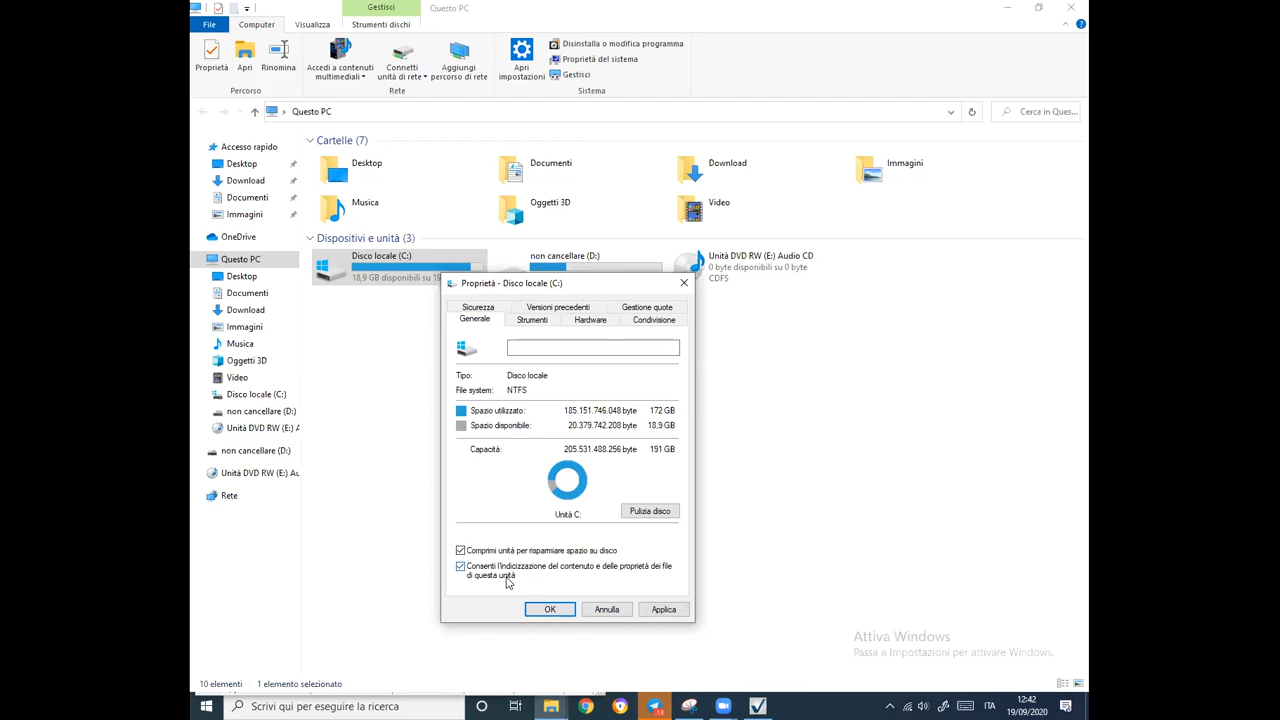 Gestisci
Questo PC
File
Computer
Visualizza
Strumenti dischi
Proprietà
Apri
Rinomina
Accedi a contenuti
multimediali
Connetti
unità di rete
Aggiungi
percorso di rete
Apri
impostazioni
Disinstalla o modifica programma
Proprietà del sistema
Gestisci
Percorso
Rete
Sistema
Questo PC
Cerca in Ques...
Accesso rapido
Desktop
Download
Documenti
Immagini
OneDrive
Questo PC
Desktop
Documenti
Download
Immagini
Musica
Oggetti 3D
Video
Disco locale (C:)
non cancellare (D:)
Unità DVD RW (E:) Au
non cancellare (D:)
Unità DVD RW (E:) Au
Rete
Cartelle (7)
Desktop
Documenti
Download
Immagini
Musica
Oggetti 3D
Video
Dispositivi e unità (3)
Disco locale (C:)
18,9 GB disponibili su 19
non cancellare (D:)
Unità DVD RW (E:) Audio CD
0 byte disponibili su 0 byte
CDFS
Proprietà - Disco locale (C:)
Sicurezza
Versioni precedenti
Gestione quote
Generale
Strumenti
Hardware
Condivisione
Tipo: Disco locale
File system: NTFS
Spazio utilizzato: 185.151.746.048 byte 172 GB
Spazio disponibile: 20.379.742.208 byte 18,9 GB
Capacità: 205.531.488.256 byte 191 GB
Unità C:
Pulizia disco
Comprimi unità per risparmiare spazio su disco
Consenti l'indicizzazione del contenuto e delle proprietà dei file
di questa unità
OK
Annulla
Applica
Attiva Windows
Passa a Impostazioni per attivare Windows.
10 elementi
1 elemento selezionato
Scrivi qui per eseguire la ricerca
ITA
12:42
19/09/2020